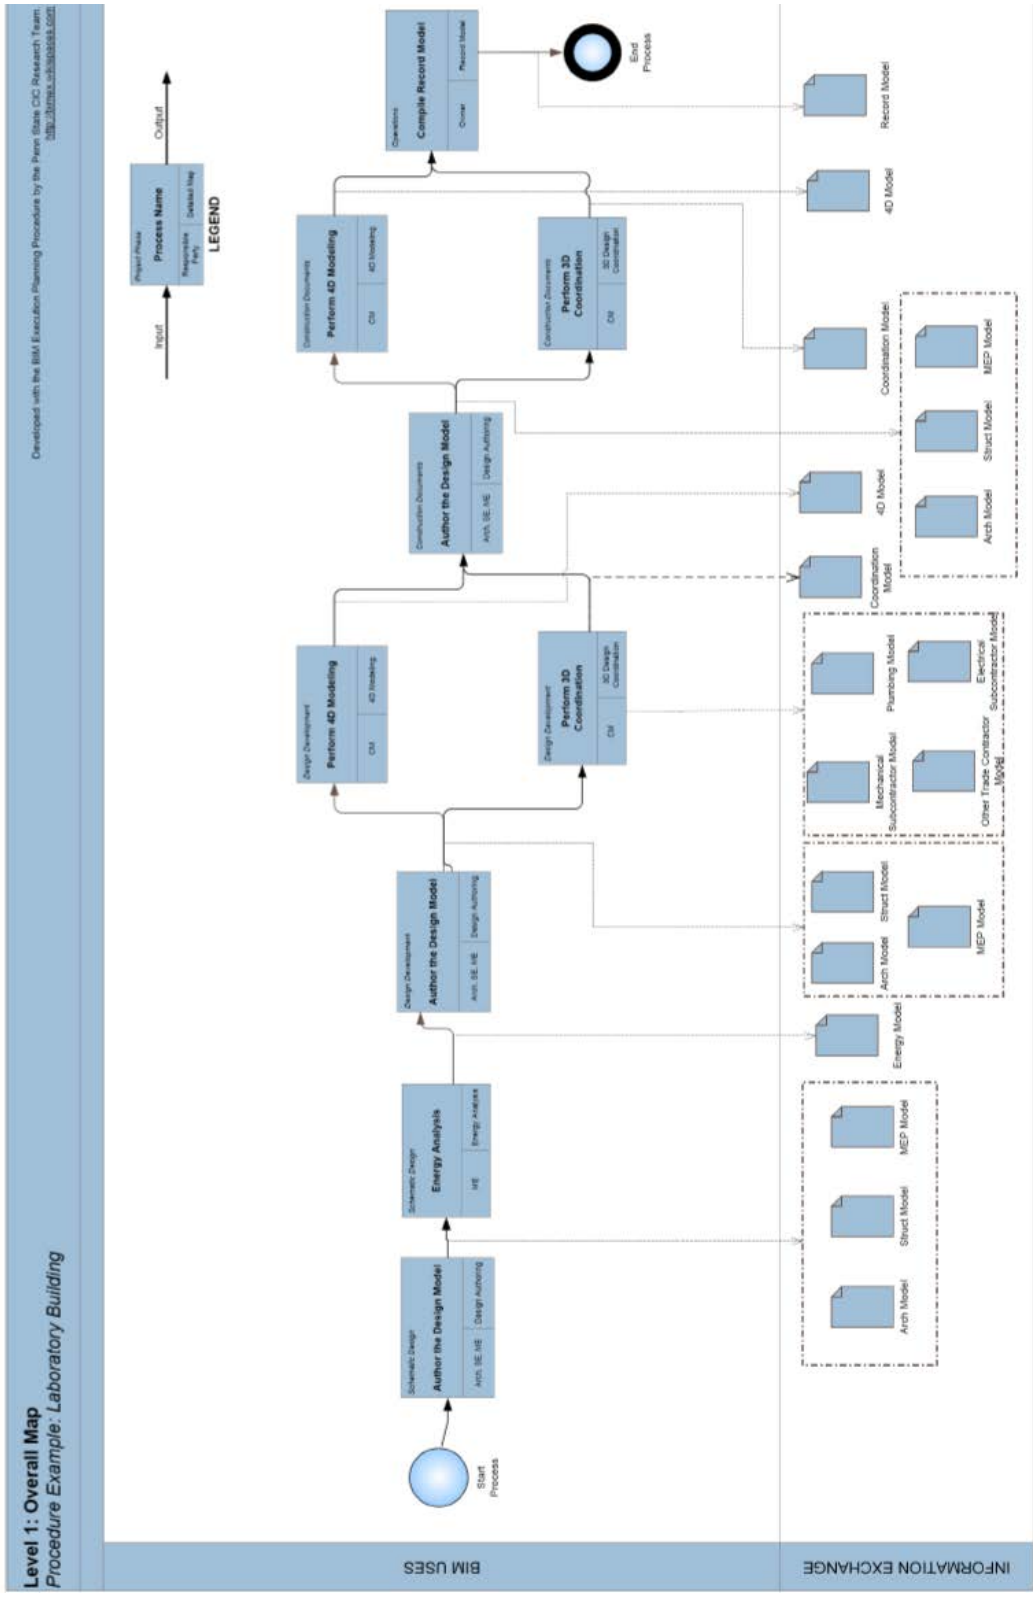 Level 1: Overall Map
Procedure Example: Laboratory Building
Developed with the BIM Execution Planning Procedure by the Penn State CIC Research Team.
http://bimex.wikispaces.com
BIM USES
Start
Process
Schematic Design
Author the Design Model
Arch, SE, ME
Design Authoring
Schematic Design
Energy Analysis
ME
Energy Analysis
Design Development
Author the Design Model
Arch, SE, ME
Design Authoring
Design Development
Perform 4D Modeling
CM
4D Modeling
Design Development
Perform 3D
Coordination
CM
3D Design
Coordination
Construction Documents
Author the Design Model
Arch, SE, ME
Design Authoring
Construction Documents
Perform 4D Modeling
CM
4D Modeling
Construction Documents
Perform 3D
Coordination
CM
3D Design
Coordination
Operations
Compile Record Model
Owner
Record Model
End
Process
Input
Project Phase
Process Name
Responsible
Party
Detailed Map
Output
LEGEND
INFORMATION EXCHANGE
Arch Model
Struct Model
MEP Model
Energy Model
Arch Model
Struct Model
MEP Model
Mechanical
Subcontractor Model
Plumbing Model
Other Trade Contractor
Model
Electrical
Subcontractor Model
Coordination
Model
4D Model
Arch Model
Struct Model
MEP Model
Coordination Model
4D Model
Record Model